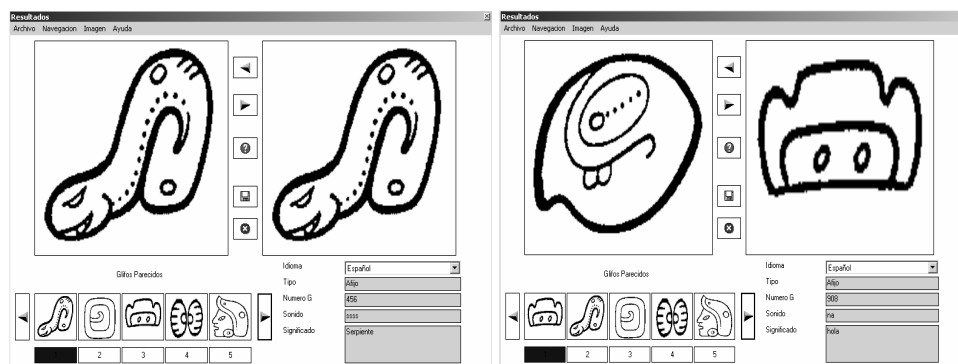 Resultados
Archivo Navegacion Imagen Ayuda
Glifos Parecidos
Idioma Español
Tipo Afijo
Numero G 456
Sonido ssss
Significado Serpiente
1 2 3 4 5
Resultados
Archivo Navegacion Imagen Ayuda
Glifos Parecidos
Idioma Español
Tipo Afijo
Numero G 908
Sonido na
Significado hola
2 3 4 5